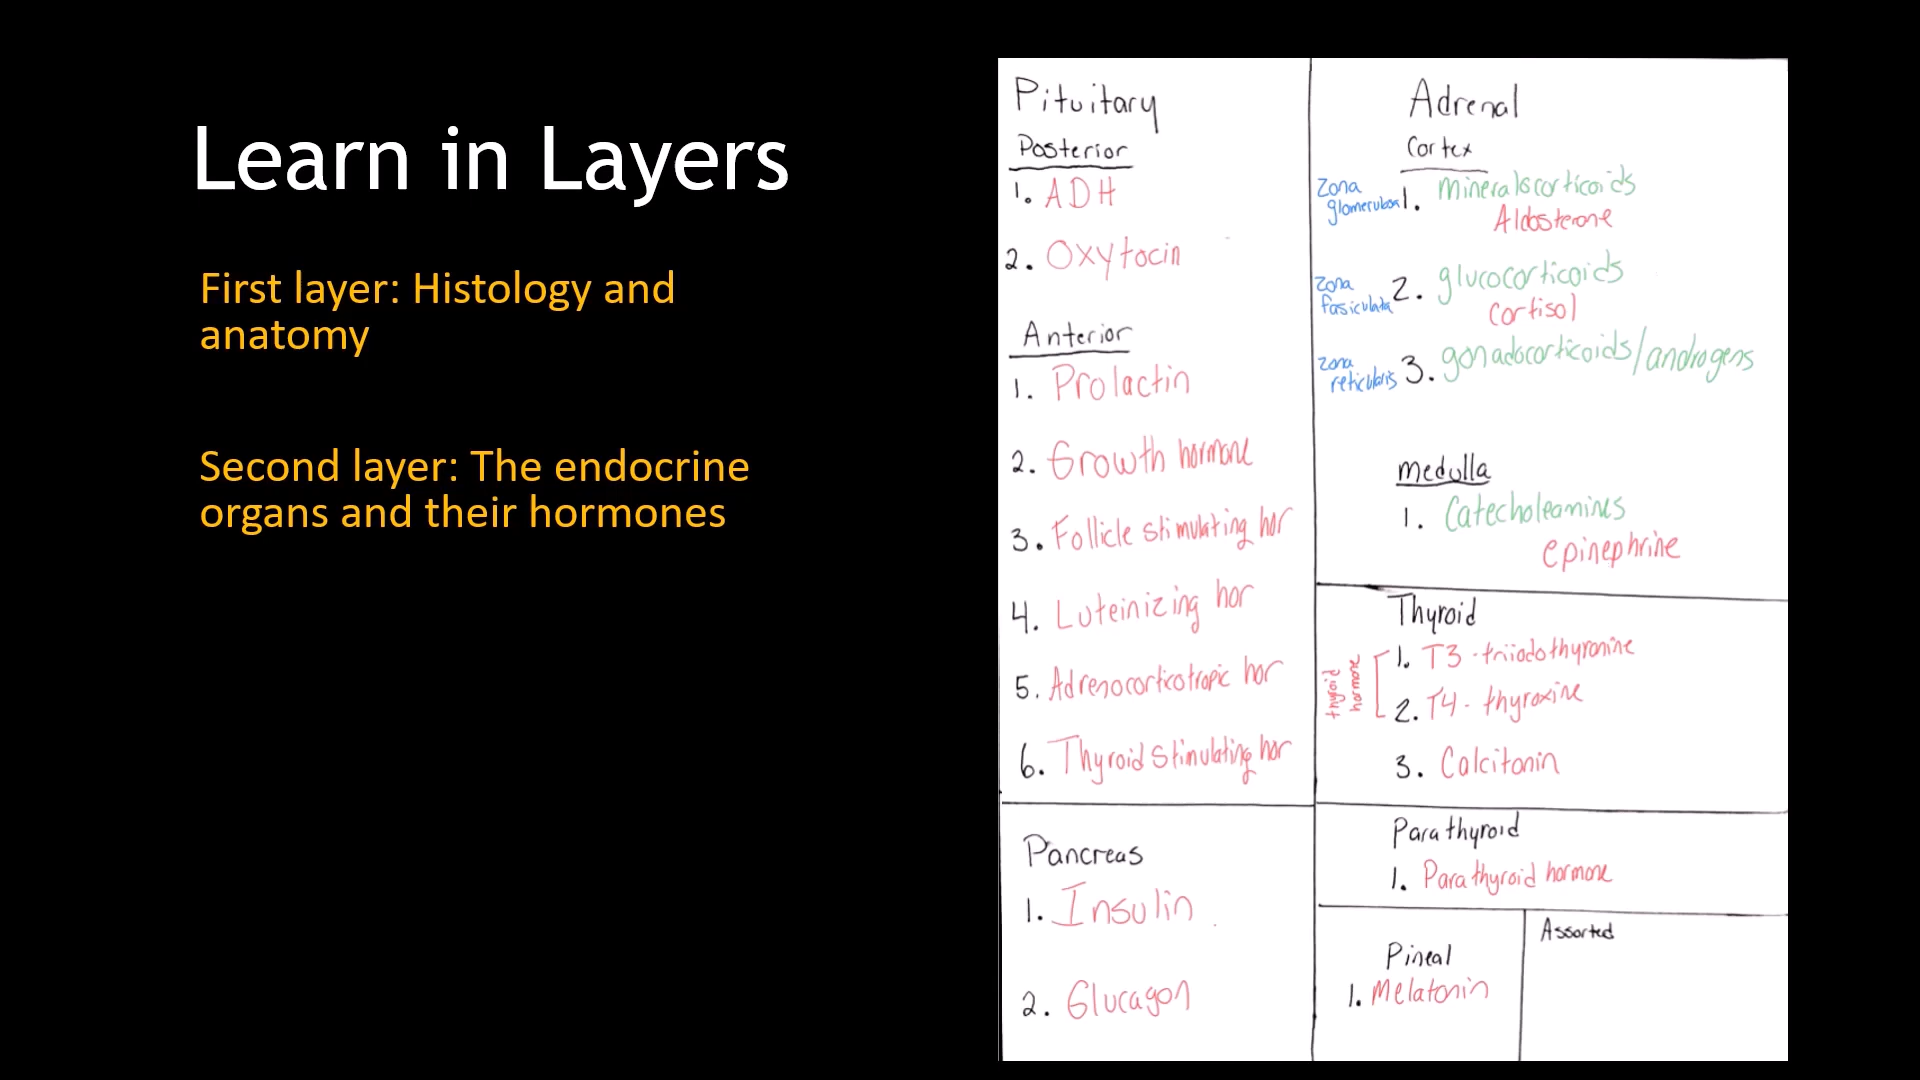 Learn in Layers
First layer: Histology and
anatomy
Second layer: The endocrine
organs and their hormones
Pituitary
Posterior
1. ADH
2. Oxytocin
Anterior
1. Prolactin
2. Growth hormone
3. Follicle stimulating hor
4. Luteinizing hor
5. Adrenocorticotropic hor
6. Thyroid Stimulating hor
Pancreas
1. Insulin
2. Glucagon
Adrenal
Cortex
Zona
glomerulosa 1. mineralocorticoids
Aldosterone
Zona
fasiculata 2. glucocorticoids
Cortisol
Zona
reticularis 3. gonadocorticoids/androgens
medulla
1. Catecholeamines
epinephrine
Thyroid
thyroid
hormone
1. T3 - triiodothyronine
2. T4 - thyroxine
3. Calcitonin
Parathyroid
1. Parathyroid hormone
Pineal
1. Melatonin
Assorted